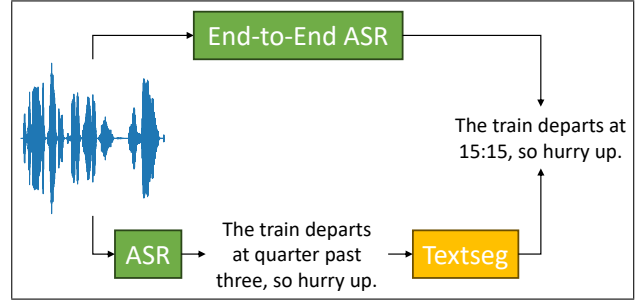 End-to-End ASR
The train departs at
15:15, so hurry up.
ASR
The train departs
at quarter past
three, so hurry up.
Textseg